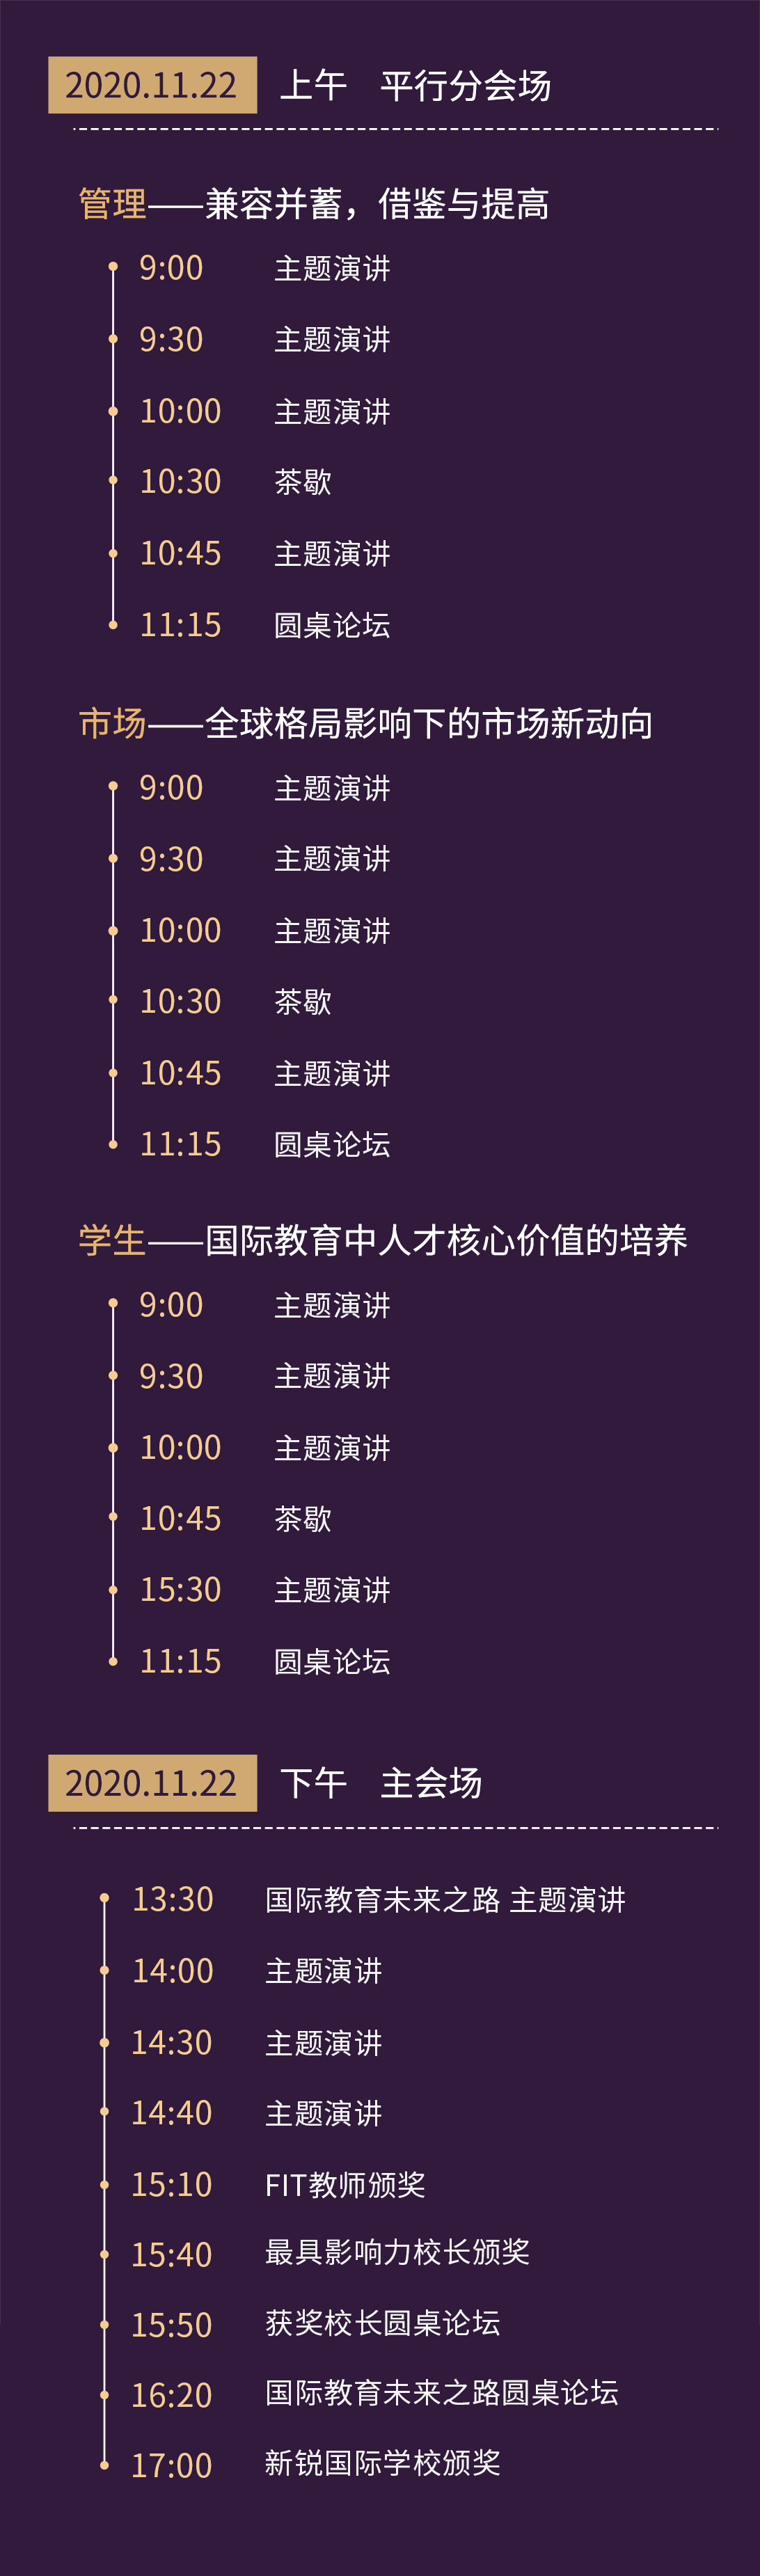 2020.11.22 上午 平行分会场
管理——兼容并蓄，借鉴与提高
9:00 主题演讲
9:30 主题演讲
10:00 主题演讲
10:30 茶歇
10:45 主题演讲
11:15 圆桌论坛
市场——全球格局影响下的市场新动向
9:00 主题演讲
9:30 主题演讲
10:00 主题演讲
10:30 茶歇
10:45 主题演讲
11:15 圆桌论坛
学生——国际教育中人才核心价值的培养
9:00 主题演讲
9:30 主题演讲
10:00 主题演讲
10:45 茶歇
15:30 主题演讲
11:15 圆桌论坛
2020.11.22 下午 主会场
13:30 国际教育未来之路 主题演讲
14:00 主题演讲
14:30 主题演讲
14:40 主题演讲
15:10 FIT教师颁奖
15:40 最具影响力校长颁奖
15:50 获奖校长圆桌论坛
16:20 国际教育未来之路圆桌论坛
17:00 新锐国际学校颁奖